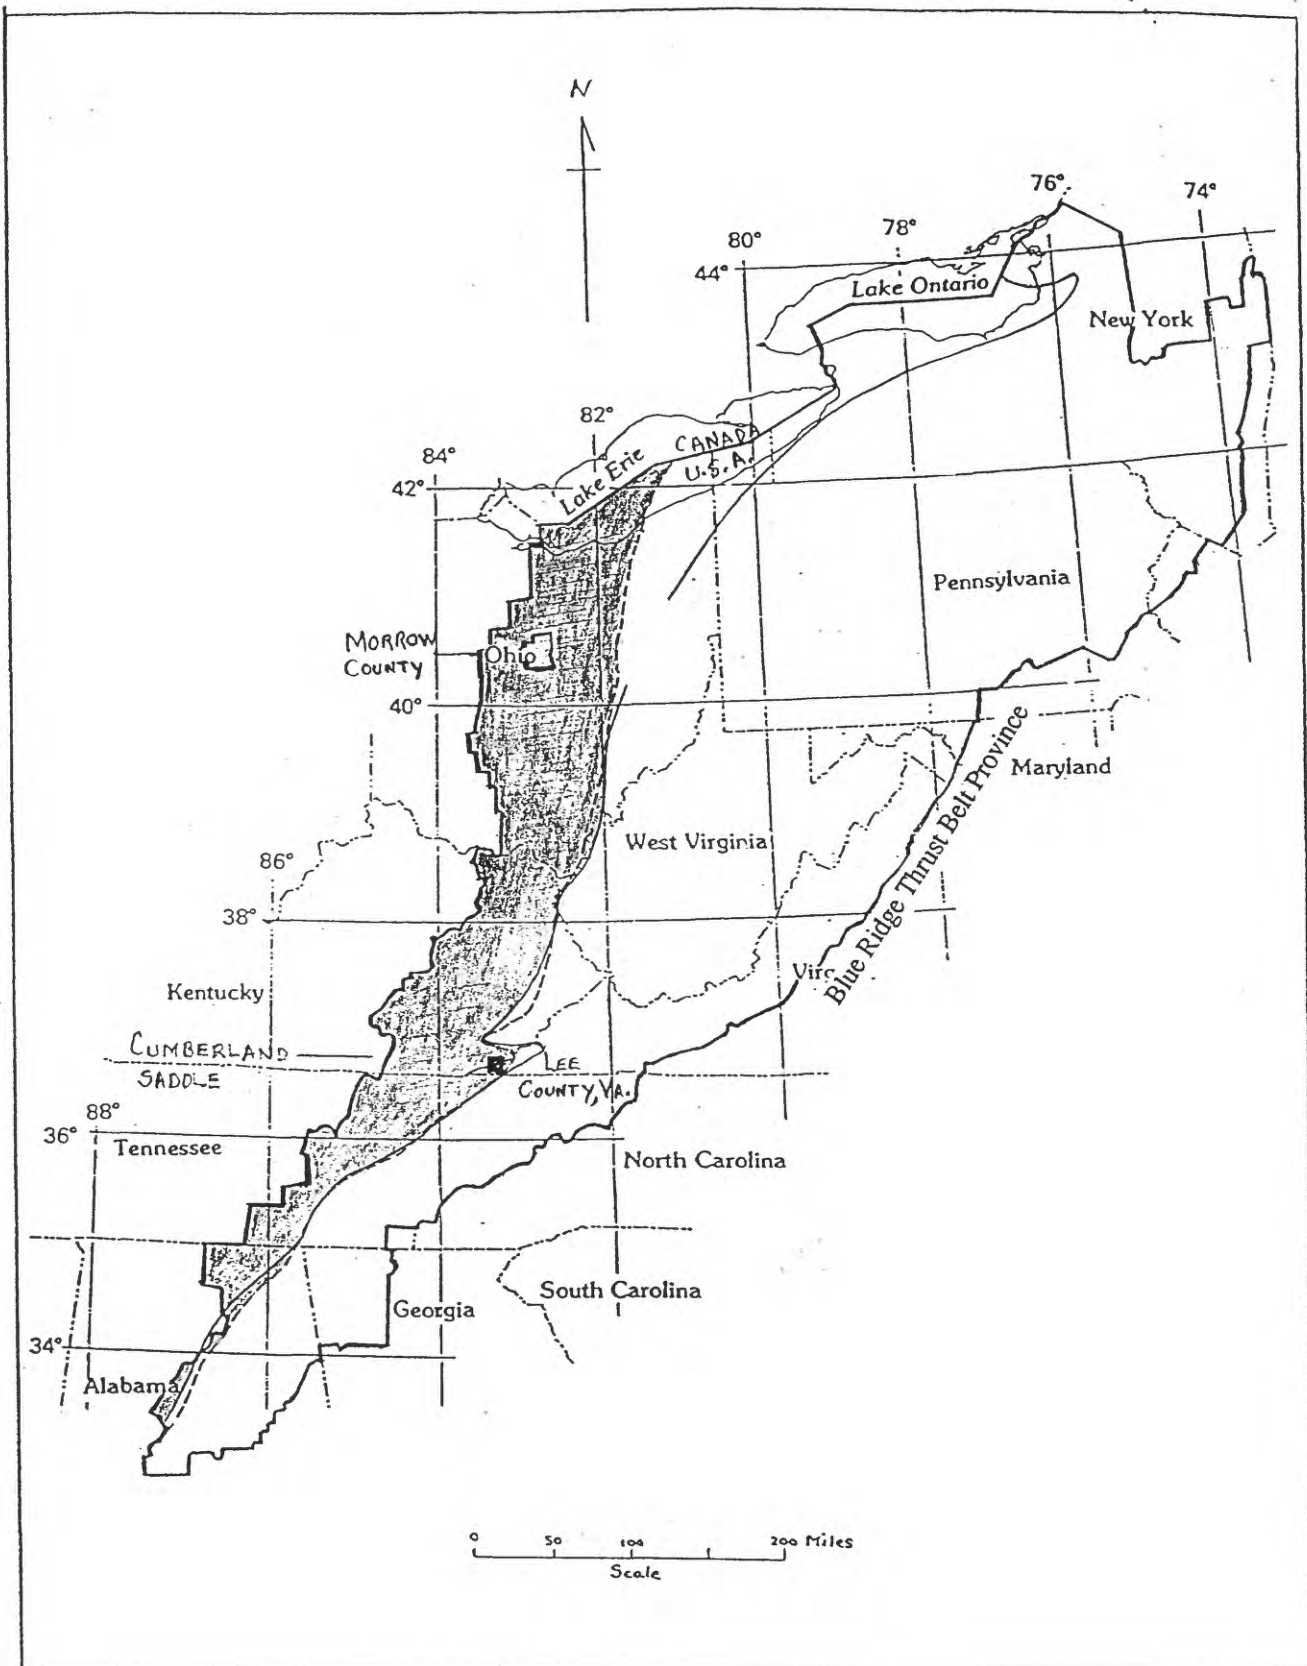 N
76°
74°
78°
80°
44°
Lake Ontario
New York
82°
CANADA
84°
U.S.A.
42°
Lake Erie
Pennsylvania
MORROW
COUNTY
Ohio
40°
Maryland
West Virginia
86°
38°
Blue Ridge Thrust Belt Province
Virg
Kentucky
CUMBERLAND
SADDLE
LEE
COUNTY, VA.
88°
36°
Tennessee
North Carolina
South Carolina
Georgia
34°
Alabama
0 50 100 200 Miles
Scale